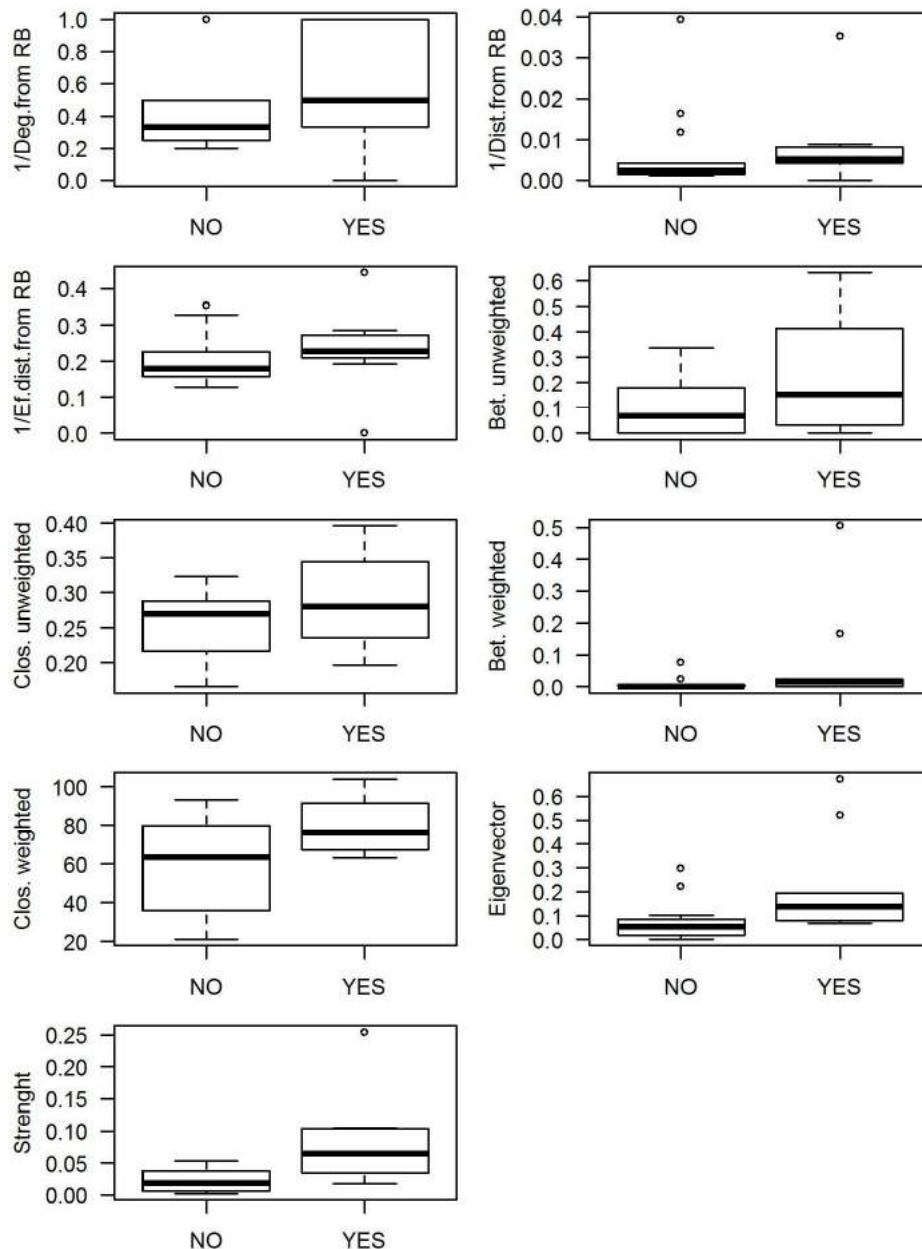 1/Deg.from RB
1.0
0.8
0.6
0.4
0.2
0.0
NO YES
1/Dist.from RB
0.04
0.03
0.02
0.01
0.00
NO YES
1/Ef.dist.from RB
0.4
0.3
0.2
0.1
0.0
NO YES
Bet. unweighted
0.6
0.5
0.4
0.3
0.2
0.1
0.0
NO YES
Clos. unweighted
0.40
0.35
0.30
0.25
0.20
NO YES
Bet. weighted
0.5
0.4
0.3
0.2
0.1
0.0
NO YES
Clos. weighted
100
80
60
40
20
NO YES
Eigenvector
0.6
0.5
0.4
0.3
0.2
0.1
0.0
NO YES
Strenght
0.25
0.20
0.15
0.10
0.05
0.00
NO YES